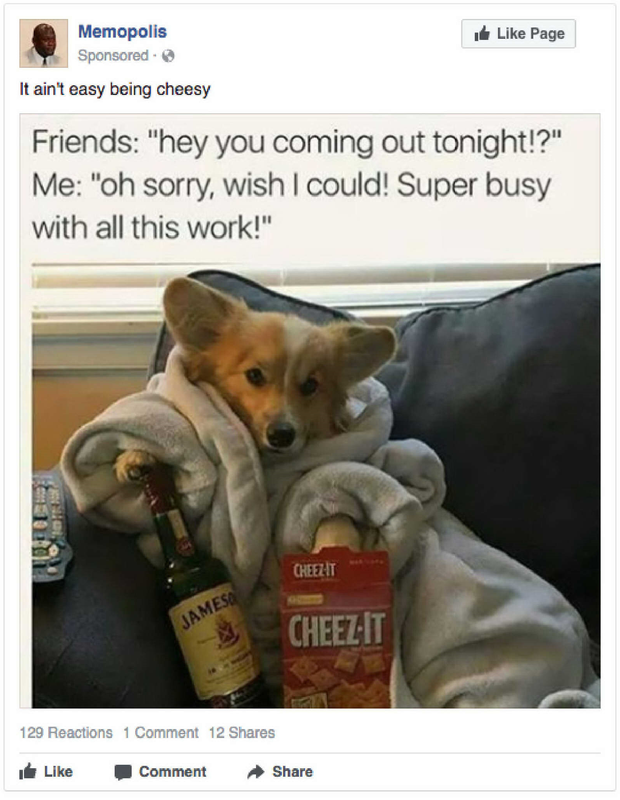 Memopolis
Like Page
Sponsored ·
It ain't easy being cheesy
Friends: "hey you coming out tonight!?"
Me: "oh sorry, wish I could! Super busy
with all this work!"
CHEEZ-IT
JAMESO
CHEEZ-IT
129 Reactions 1 Comment 12 Shares
Like Comment Share